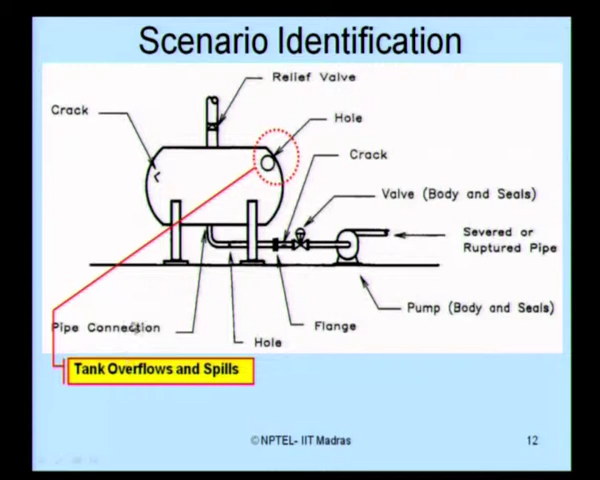 Scenario Identification
Relief Valve
Crack
Hole
Crack
Valve (Body and Seals)
Severed or
Ruptured Pipe
Pump (Body and Seals)
Pipe Connection
Flange
Hole
Tank Overflows and Spills
©NPTEL- IIT Madras
12